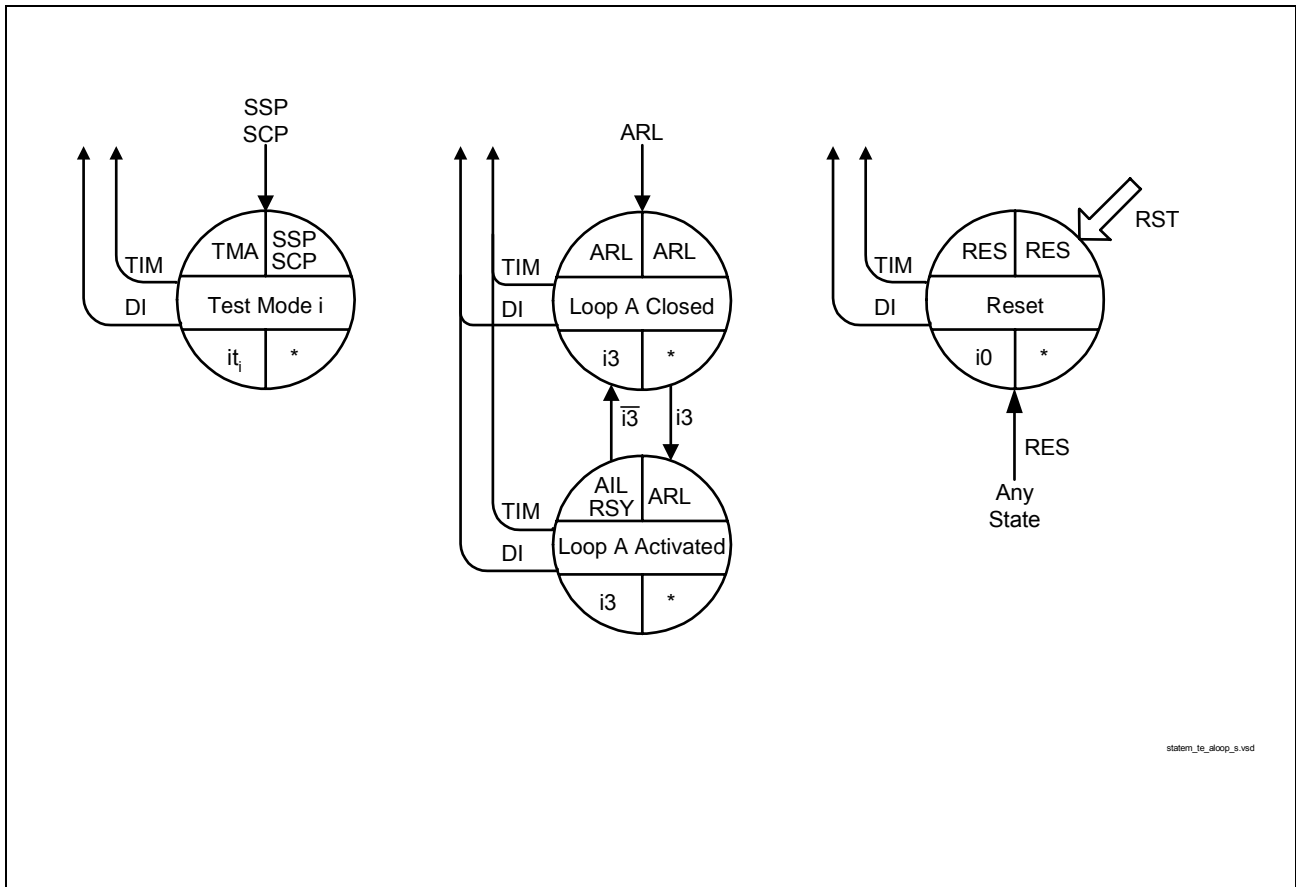 SSP
SCP
TMA
SSP
SCP
TIM
DI
Test Mode i
iti
*
ARL
ARL
ARL
TIM
DI
Loop A Closed
i3
*
i3
i3
AIL
RSY
ARL
TIM
DI
Loop A Activated
i3
*
RST
RES
RES
TIM
DI
Reset
i0
*
RES
Any
State
statem_te_aloop_s.vsd